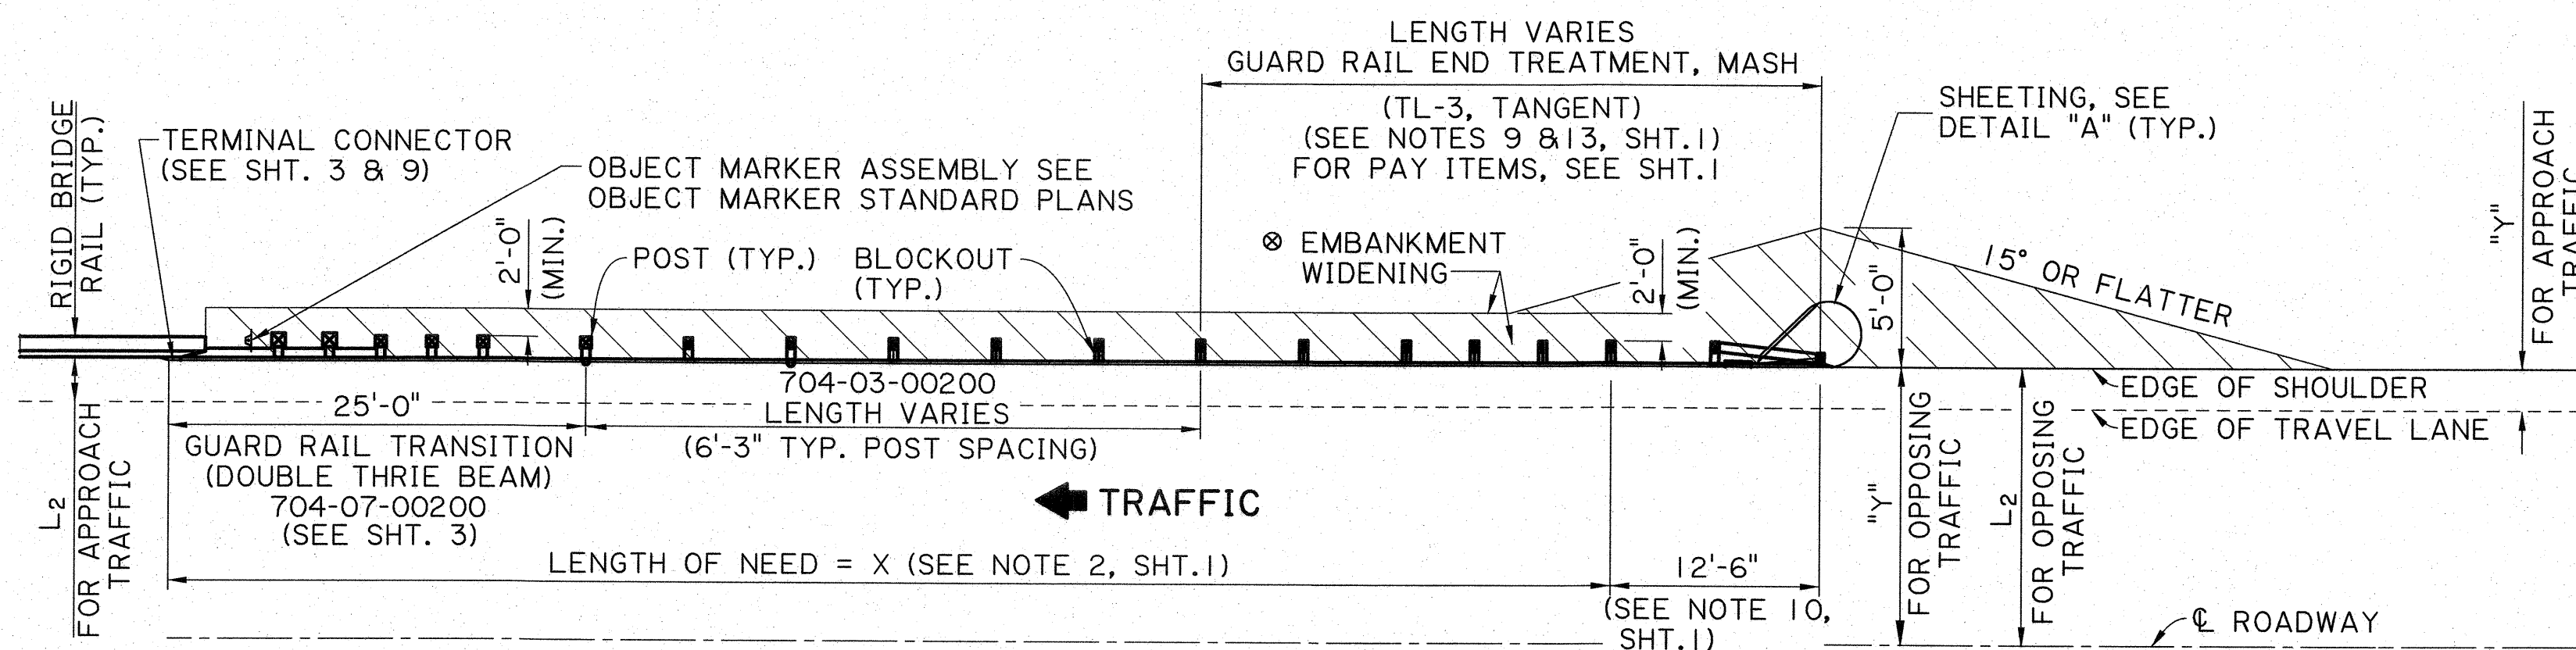 LENGTH VARIES
GUARD RAIL END TREATMENT, MASH
(TL-3, TANGENT)
(SEE NOTES 9 &13, SHT.1)
FOR PAY ITEMS, SEE SHT.1
SHEETING, SEE
DETAIL "A" (TYP.)
RIGID BRIDGE
RAIL (TYP.)
TERMINAL CONNECTOR
(SEE SHT. 3 & 9)
OBJECT MARKER ASSEMBLY SEE
OBJECT MARKER STANDARD PLANS
2'-0"
(MIN.)
POST (TYP.)
BLOCKOUT
(TYP.)
⊗ EMBANKMENT
WIDENING
2'-0"
(MIN.)
5'-0"
15° OR FLATTER
"Y"
FOR APPROACH
TRAFFIC
704-03-00200
LENGTH VARIES
(6'-3" TYP. POST SPACING)
25'-0"
GUARD RAIL TRANSITION
(DOUBLE THRIE BEAM)
704-07-00200
(SEE SHT. 3)
L2
FOR APPROACH
TRAFFIC
TRAFFIC
EDGE OF SHOULDER
EDGE OF TRAVEL LANE
LENGTH OF NEED = X (SEE NOTE 2, SHT.1)
12'-6"
(SEE NOTE 10,
SHT.1)
"Y"
FOR OPPOSING
TRAFFIC
L2
FOR OPPOSING
TRAFFIC
℄ ROADWAY